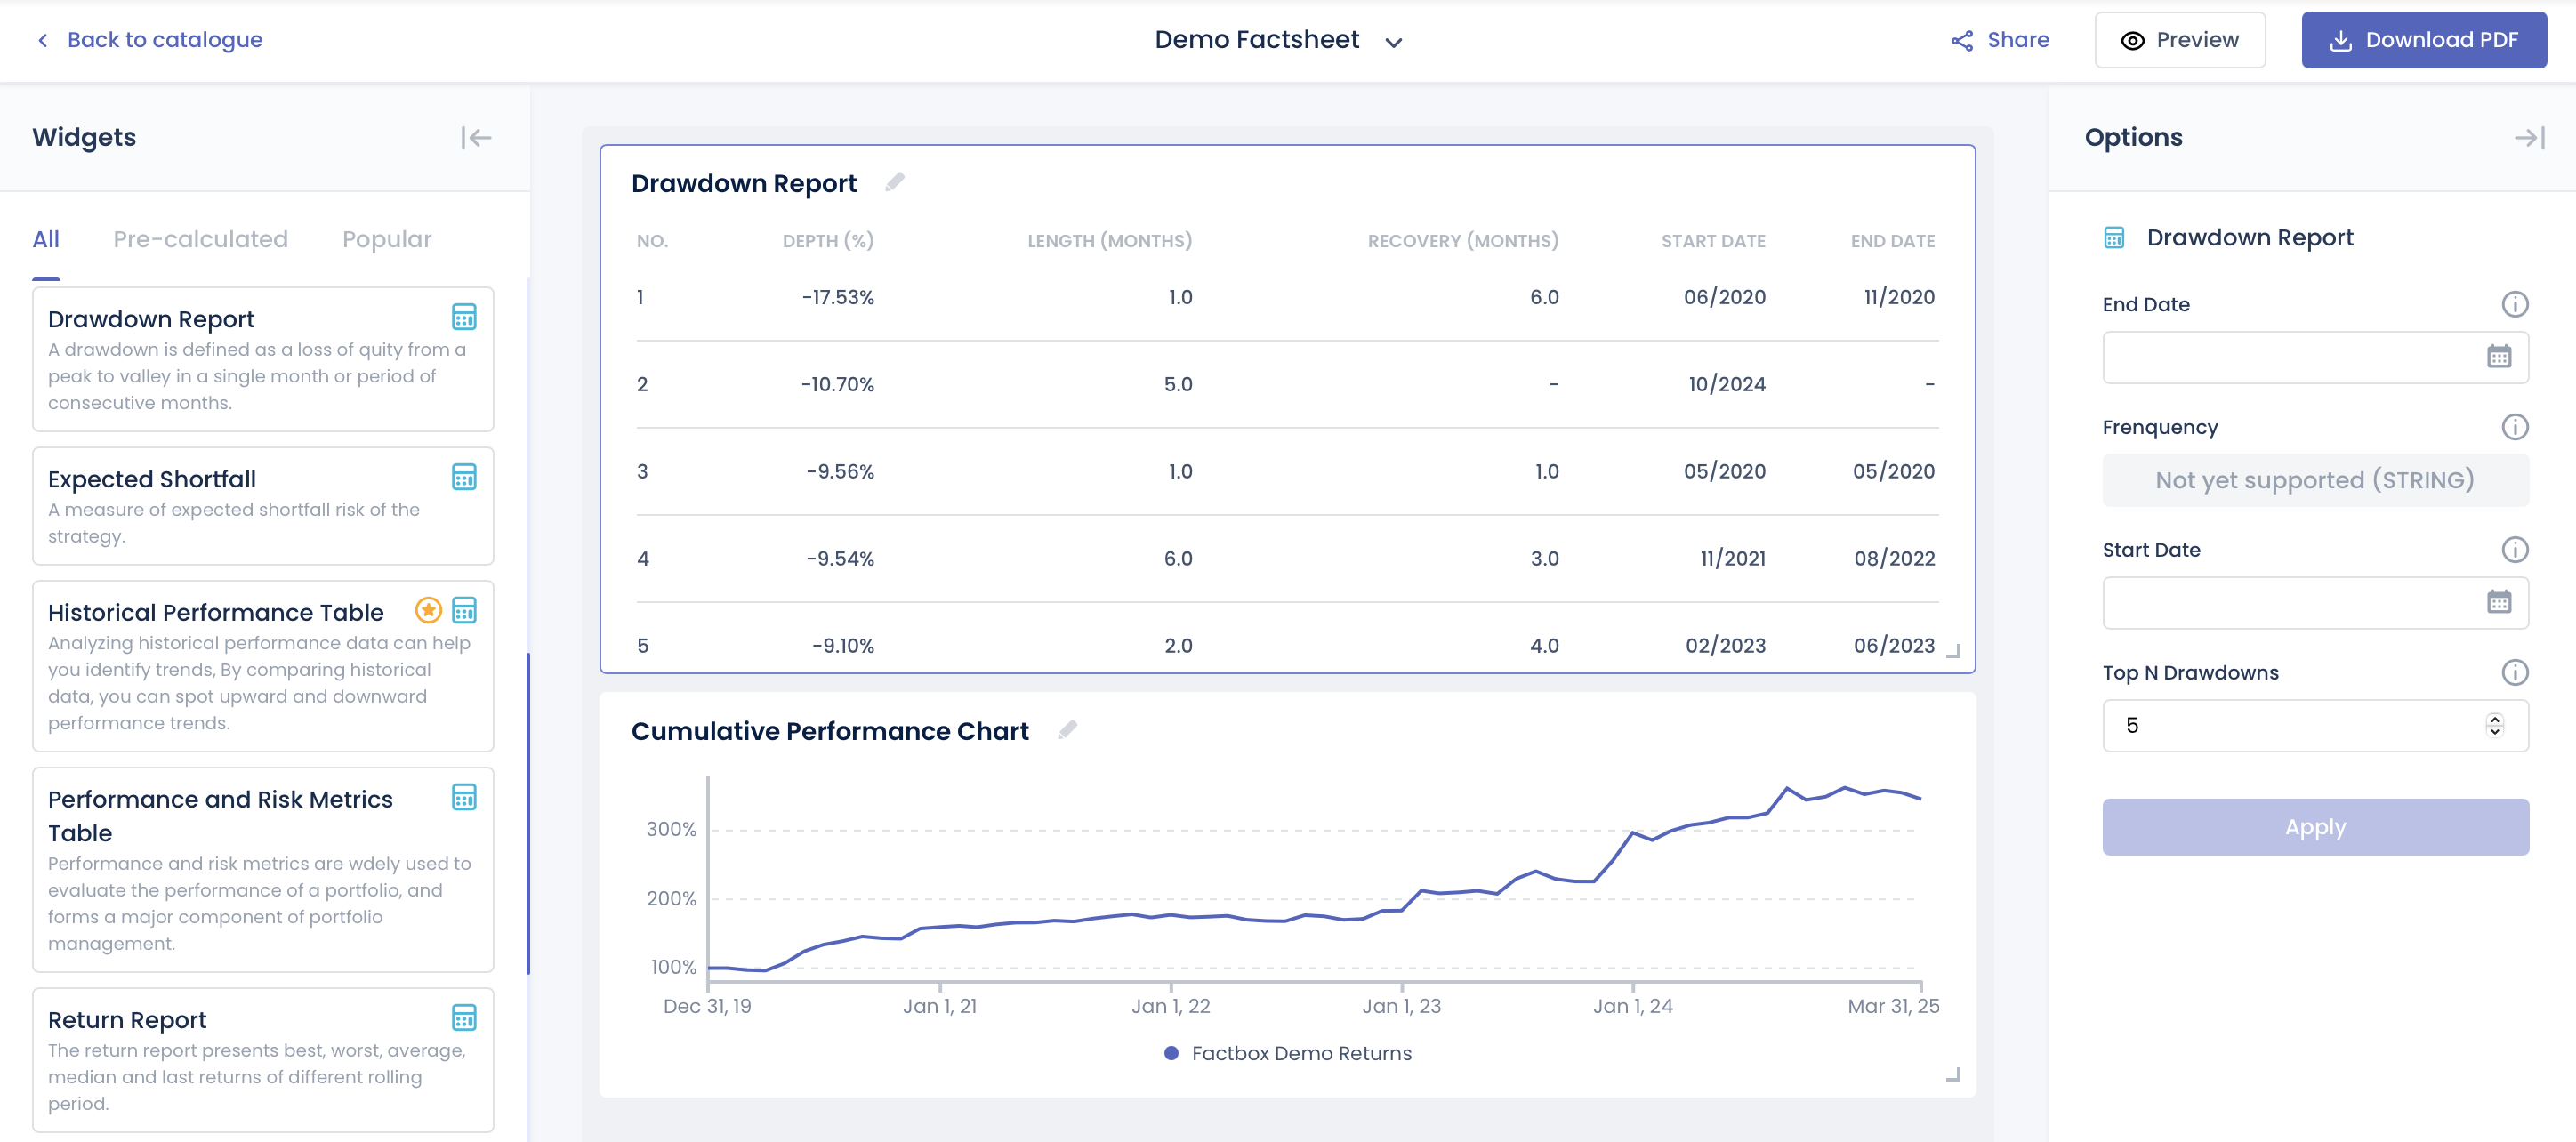 Back to catalogue
Demo Factsheet
Share
Preview
Download PDF
Widgets
All Pre-calculated Popular
Drawdown Report
A drawdown is defined as a loss of quity from a
peak to valley in a single month or period of
consecutive months.
Expected Shortfall
A measure of expected shortfall risk of the
strategy.
Historical Performance Table
Analyzing historical performance data can help
you identify trends, By comparing historical
data, you can spot upward and downward
performance trends.
Performance and Risk Metrics
Table
Performance and risk metrics are wdely used to
evaluate the performance of a portfolio, and
forms a major component of portfolio
management.
Return Report
The return report presents best, worst, average,
median and last returns of different rolling
period.
Drawdown Report
NO. DEPTH (%) LENGTH (MONTHS) RECOVERY (MONTHS) START DATE END DATE
1 -17.53% 1.0 6.0 06/2020 11/2020
2 -10.70% 5.0 - 10/2024 -
3 -9.56% 1.0 1.0 05/2020 05/2020
4 -9.54% 6.0 3.0 11/2021 08/2022
5 -9.10% 2.0 4.0 02/2023 06/2023
Cumulative Performance Chart
300%
200%
100%
Dec 31, 19 Jan 1, 21 Jan 1, 22 Jan 1, 23 Jan 1, 24 Mar 31, 25
Factbox Demo Returns
Options
Drawdown Report
End Date
Frenquency
Not yet supported (STRING)
Start Date
Top N Drawdowns
5
Apply